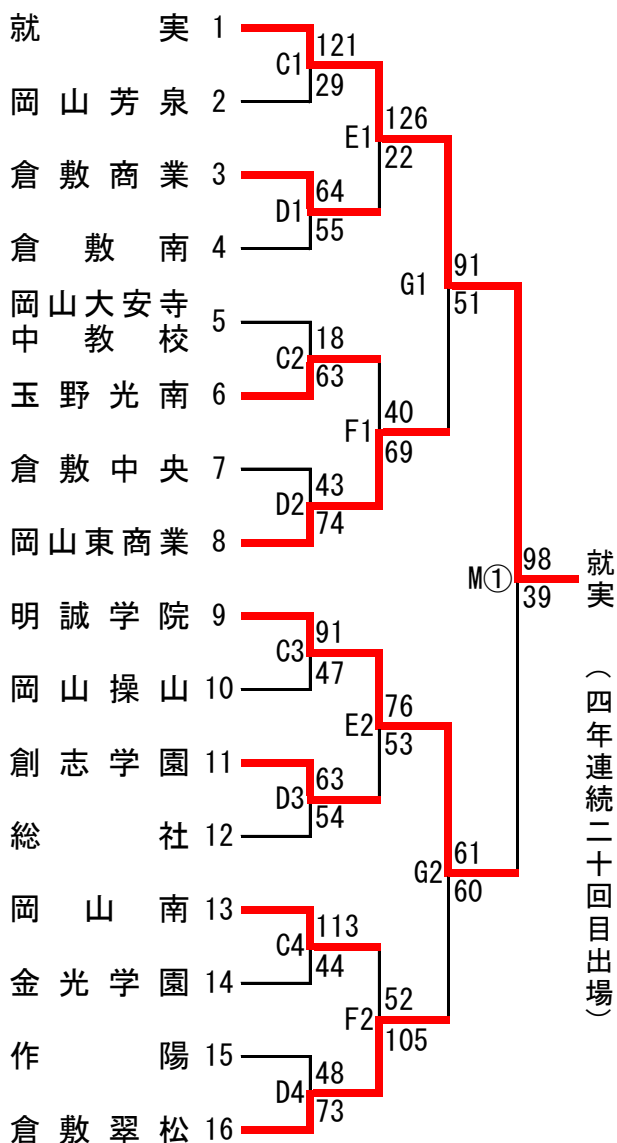 就実 1
121
C1
29
岡山芳泉 2
126
E1
22
倉敷商業 3
64
D1
55
倉敷南 4
91
G1
51
岡山大安寺
中教校 5
18
C2
63
玉野光南 6
40
F1
69
倉敷中央 7
43
D2
74
岡山東商業 8
98
M①
39
就実
(四年連続二十回目出場)
明誠学院 9
91
C3
47
岡山操山 10
76
E2
53
創志学園 11
63
D3
54
総社 12
61
G2
60
岡山南 13
113
C4
44
金光学園 14
52
F2
105
作陽 15
48
D4
73
倉敷翠松 16